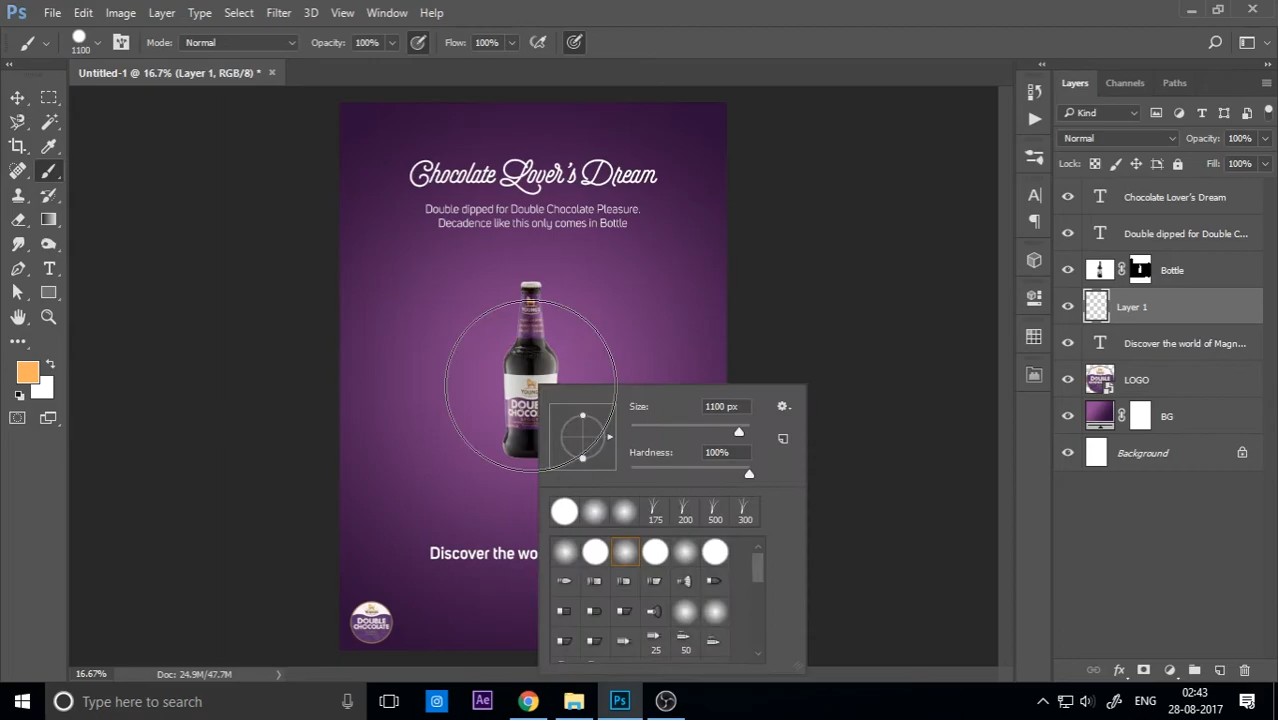 Ps File Edit Image Layer Type Select Filter 3D View Window Help
1100 Mode: Normal Opacity: 100% Flow: 100%
Untitled-1 @ 16.7% (Layer 1, RGB/8) *
Chocolate Lover's Dream
Double dipped for Double Chocolate Pleasure.
Decadence like this only comes in Bottle
YOUNG'S
DOUB
CHOCO
Discover the wo
DOUBLE
CHOCOLATE
Size: 1100 px
Hardness: 100%
175 200 500 300
25 50
Layers Channels Paths
Kind
Normal Opacity: 100%
Lock: Fill: 100%
Chocolate Lover's Dream
Double dipped for Double C...
Bottle
Layer 1
Discover the world of Magn...
LOGO
BG
Background
16.67% Doc: 24.9M/47.7M
Type here to search
Ae
Ps
ENG
02:43
28-08-2017